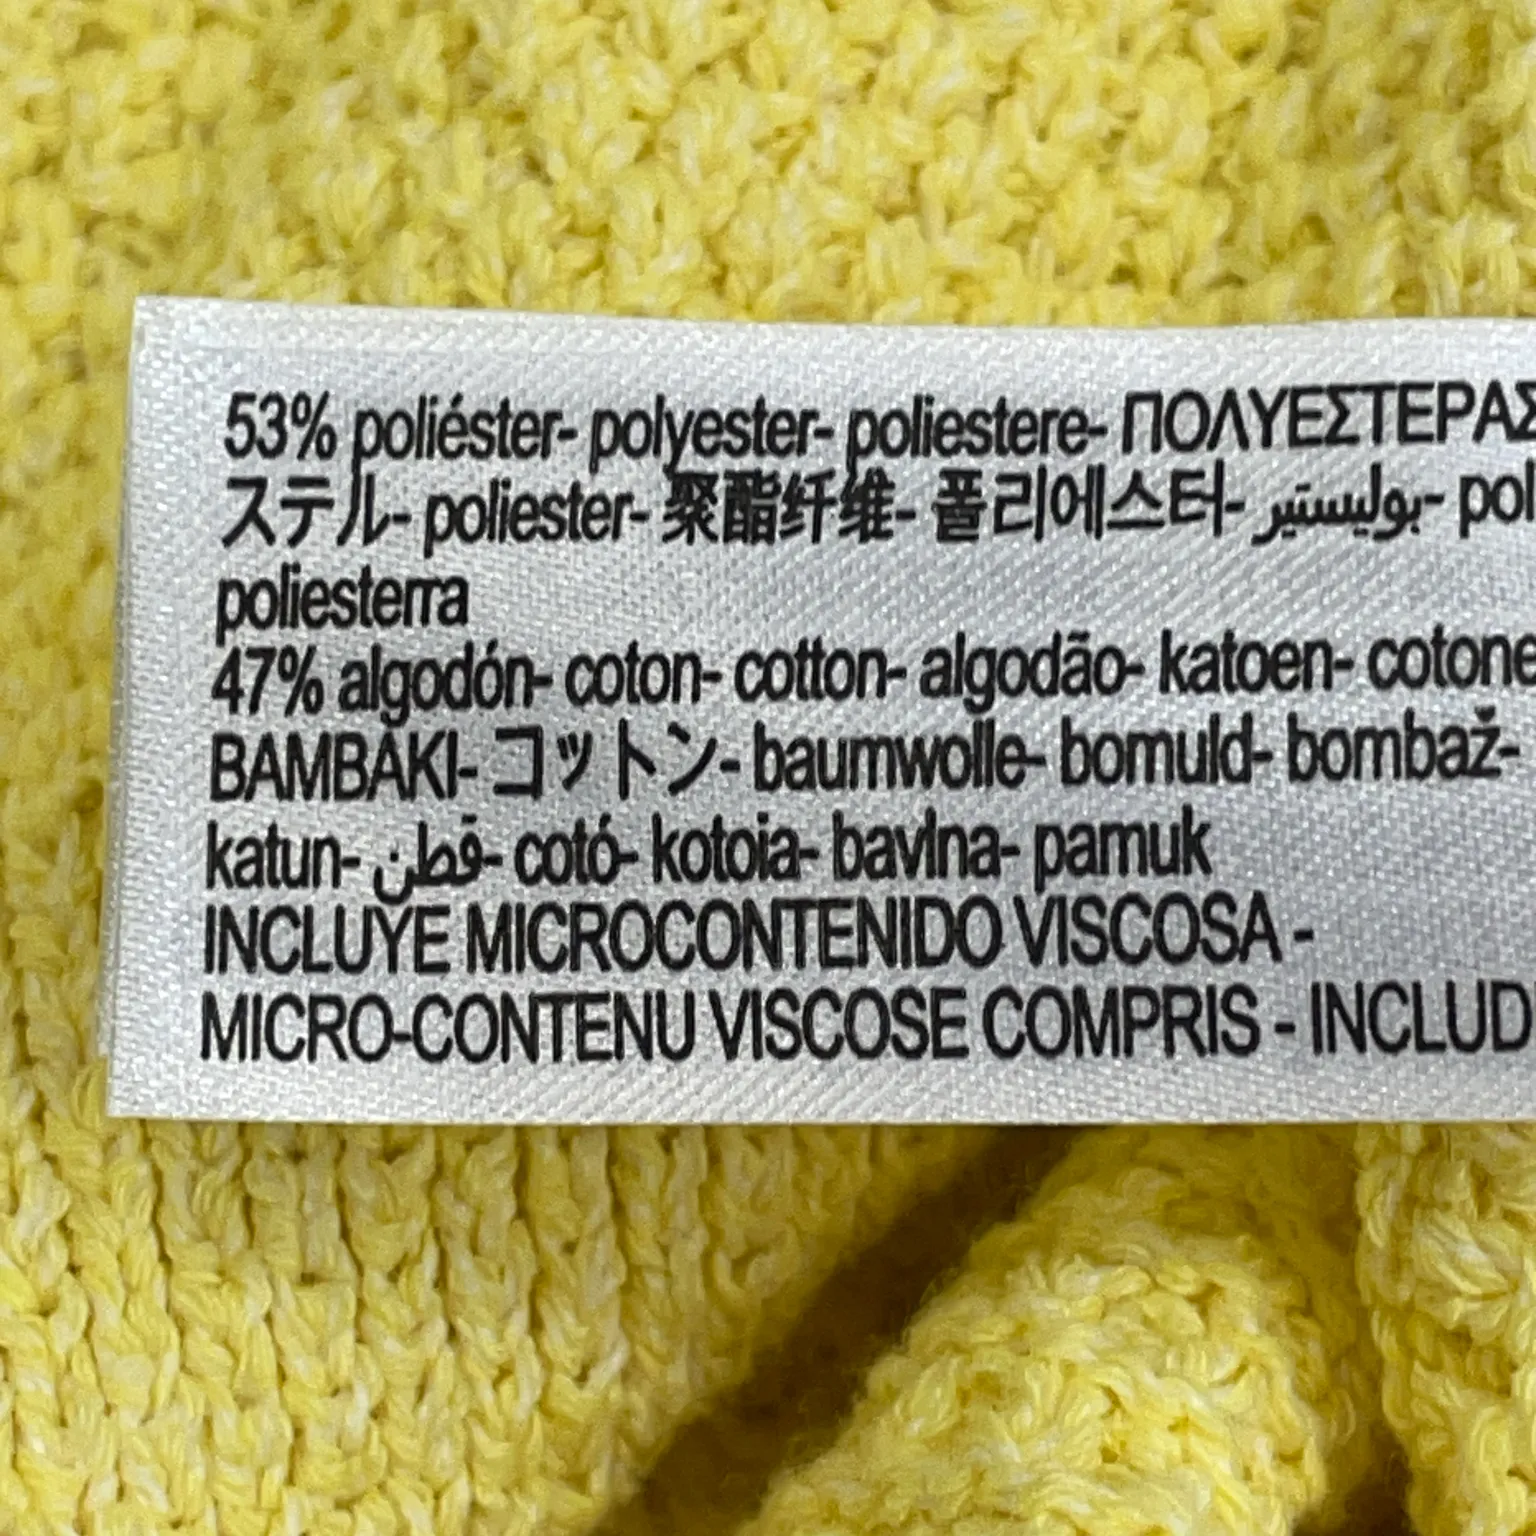 53% poliéster- polyester- poliestere- ΠΟΛΥΕΣΤΕΡΑΣ
ステル- poliester- 聚酯纤维- 폴리에스터- بوليستير- pol
poliesterra
47% algodón- coton- cotton- algodão- katoen- cotone
BAMBAKI- コットン- baumwolle- bomuld- bombaž-
katun- قطن- cotó- kotoia- bavlna- pamuk
INCLUYE MICROCONTENIDO VISCOSA -
MICRO-CONTENU VISCOSE COMPRIS - INCLUD